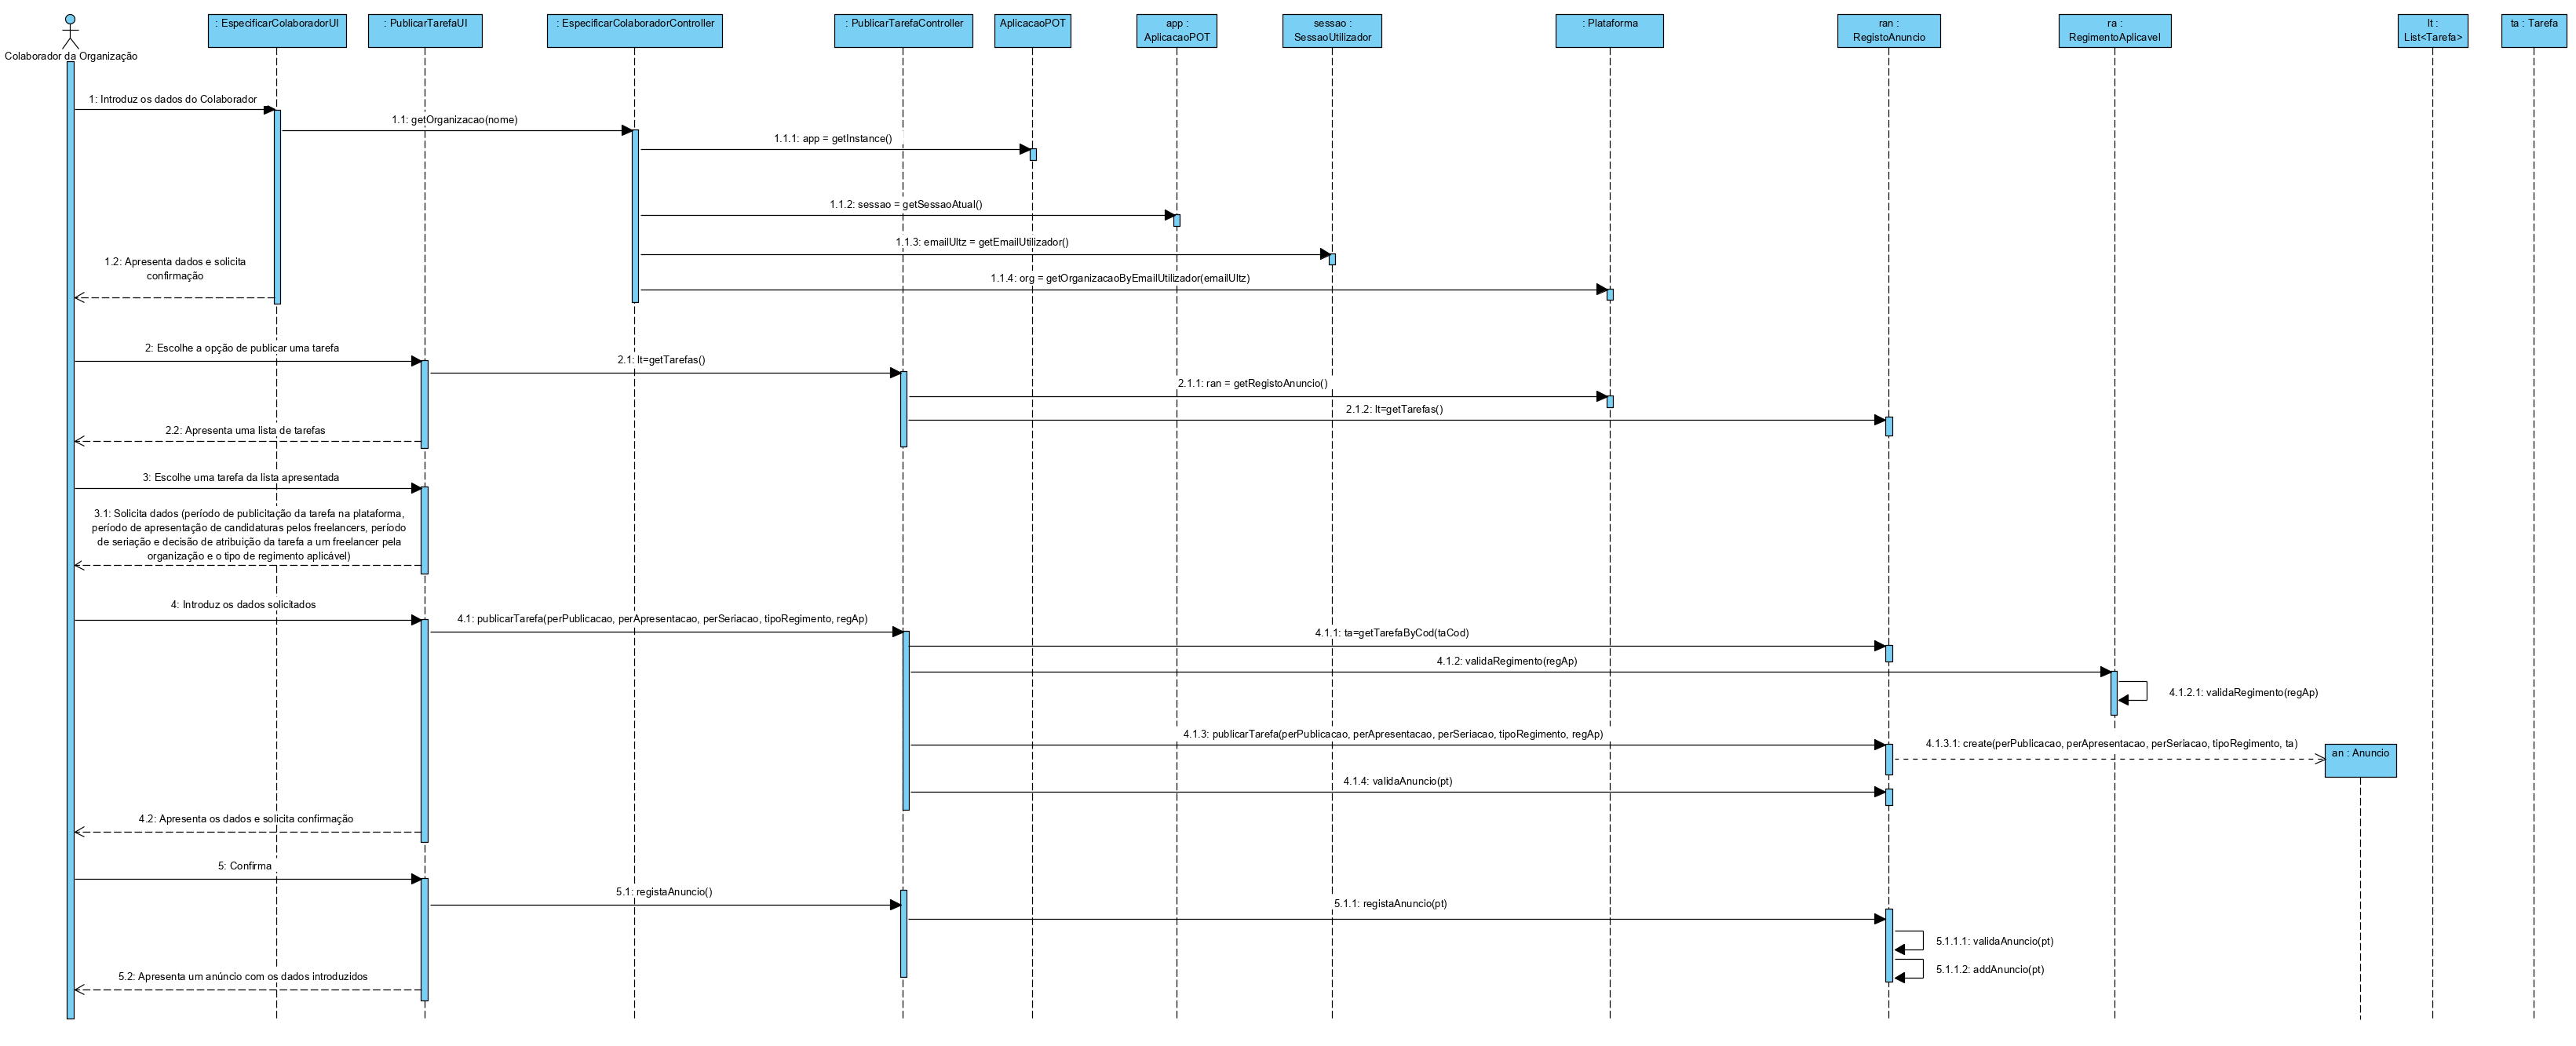 : EspecificarColaboradorUI
: PublicarTarefaUI
: EspecificarColaboradorController
: PublicarTarefaController
AplicacaoPOT
app :
AplicacaoPOT
sessao :
SessaoUtilizador
: Plataforma
ran :
RegistoAnuncio
ra :
RegimentoAplicavel
lt :
List<Tarefa>
ta : Tarefa
Colaborador da Organização
1: Introduz os dados do Colaborador
1.1: getOrganizacao(nome)
1.1.1: app = getInstance()
1.1.2: sessao = getSessaoAtual()
1.1.3: emailUltz = getEmailUtilizador()
1.2: Apresenta dados e solicita
confirmação
1.1.4: org = getOrganizacaoByEmailUtilizador(emailUltz)
2: Escolhe a opção de publicar uma tarefa
2.1: lt=getTarefas()
2.1.1: ran = getRegistoAnuncio()
2.1.2: lt=getTarefas()
2.2: Apresenta uma lista de tarefas
3: Escolhe uma tarefa da lista apresentada
3.1: Solicita dados (período de publicitação da tarefa na plataforma,
período de apresentação de candidaturas pelos freelancers, período
de seriação e decisão de atribuição da tarefa a um freelancer pela
organização e o tipo de regimento aplicável)
4: Introduz os dados solicitados
4.1: publicarTarefa(perPublicacao, perApresentacao, perSeriacao, tipoRegimento, regAp)
4.1.1: ta=getTarefaByCod(taCod)
4.1.2: validaRegimento(regAp)
4.1.2.1: validaRegimento(regAp)
4.1.3: publicarTarefa(perPublicacao, perApresentacao, perSeriacao, tipoRegimento, regAp)
4.1.3.1: create(perPublicacao, perApresentacao, perSeriacao, tipoRegimento, ta)
an : Anuncio
4.1.4: validaAnuncio(pt)
4.2: Apresenta os dados e solicita confirmação
5: Confirma
5.1: registaAnuncio()
5.1.1: registaAnuncio(pt)
5.1.1.1: validaAnuncio(pt)
5.1.1.2: addAnuncio(pt)
5.2: Apresenta um anúncio com os dados introduzidos